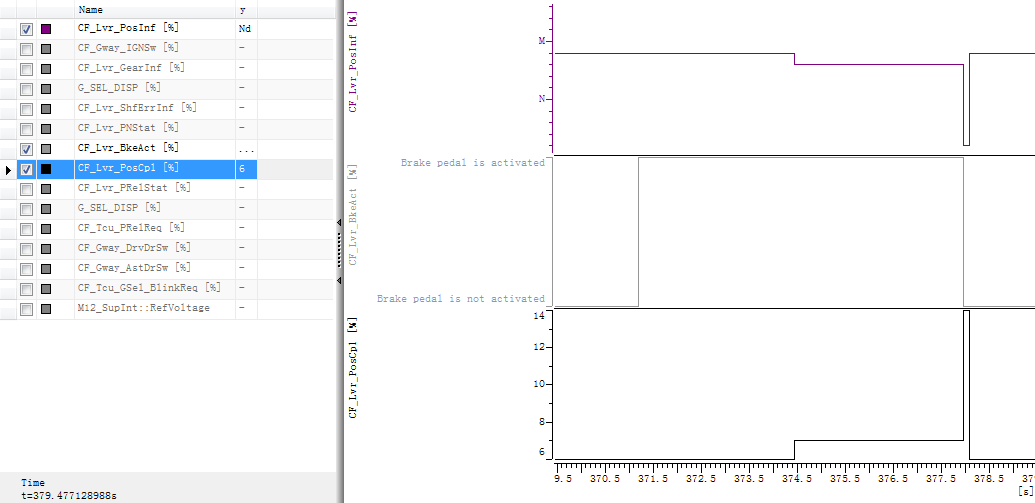 Name y
CF_Lvr_PosInf [%] Nd
CF_Gway_IGNSw [%] -
CF_Lvr_GearInf [%] -
G_SEL_DISP [%] -
CF_Lvr_ShfErrInf [%] -
CF_Lvr_PNStat [%] -
CF_Lvr_BkeAct [%] ...
CF_Lvr_PosCpl [%] 6
CF_Lvr_PRelStat [%] -
G_SEL_DISP [%] -
CF_Tcu_PRelReq [%] -
CF_Gway_DrvDrSw [%] -
CF_Gway_AstDrSw [%] -
CF_Tcu_GSel_BlinkReq [%] -
M12_SupInt::RefVoltage -
Time
t=379.477128988s
CF_Lvr_PosInf [%]
M
N
CF_Lvr_BkeAct [%]
Brake pedal is activated
Brake pedal is not activated
CF_Lvr_PosCpl [%]
14
12
10
8
6
9.5 370.5 371.5 372.5 373.5 374.5 375.5 376.5 377.5 378.5 379
[s]